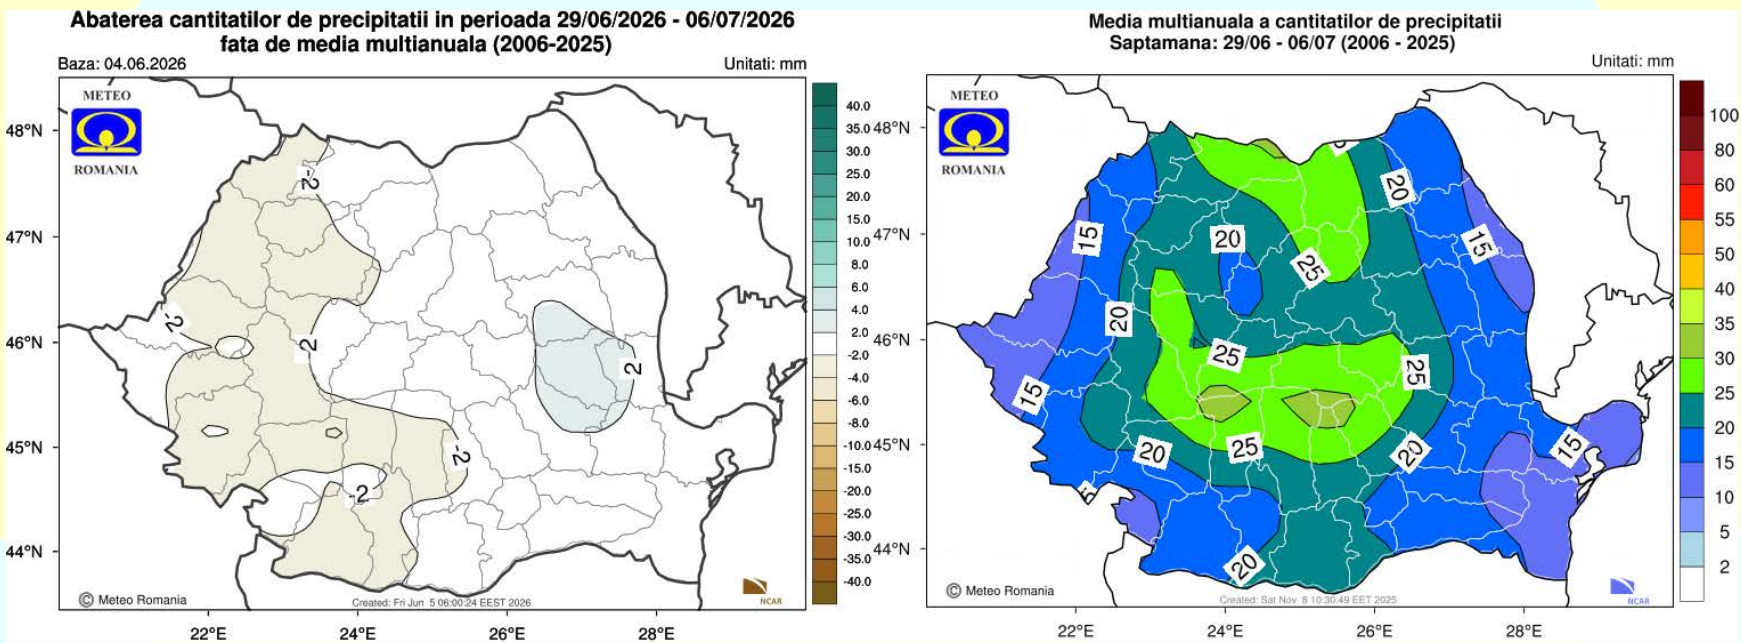 Abaterea cantitatilor de precipitatii in perioada 29/06/2026 - 06/07/2026
fata de media multianuala (2006-2025)
Baza: 04.06.2026
Unitati: mm
METEO
ROMANIA
48°N
47°N
46°N
45°N
44°N
-2
-2
2
2
-2
-2
40.0
35.0
30.0
25.0
20.0
15.0
10.0
8.0
6.0
4.0
2.0
-2.0
-4.0
-6.0
-8.0
-10.0
-15.0
-20.0
-25.0
-30.0
-35.0
-40.0
© Meteo Romania
Created: Fri Jun 5 06:00:24 EEST 2026
NCAR
22°E
24°E
26°E
28°E
Media multianuala a cantitatilor de precipitatii
Saptamana: 29/06 - 06/07 (2006 - 2025)
Unitati: mm
METEO
ROMANIA
48°N
47°N
46°N
45°N
44°N
20
15
20
15
25
20
25
25
15
20
25
20
15
20
100
80
60
55
50
40
35
30
25
20
15
10
5
2
© Meteo Romania
Created: Sat Nov 8 10:30:49 EET 2025
NCAR
22°E
24°E
26°E
28°E